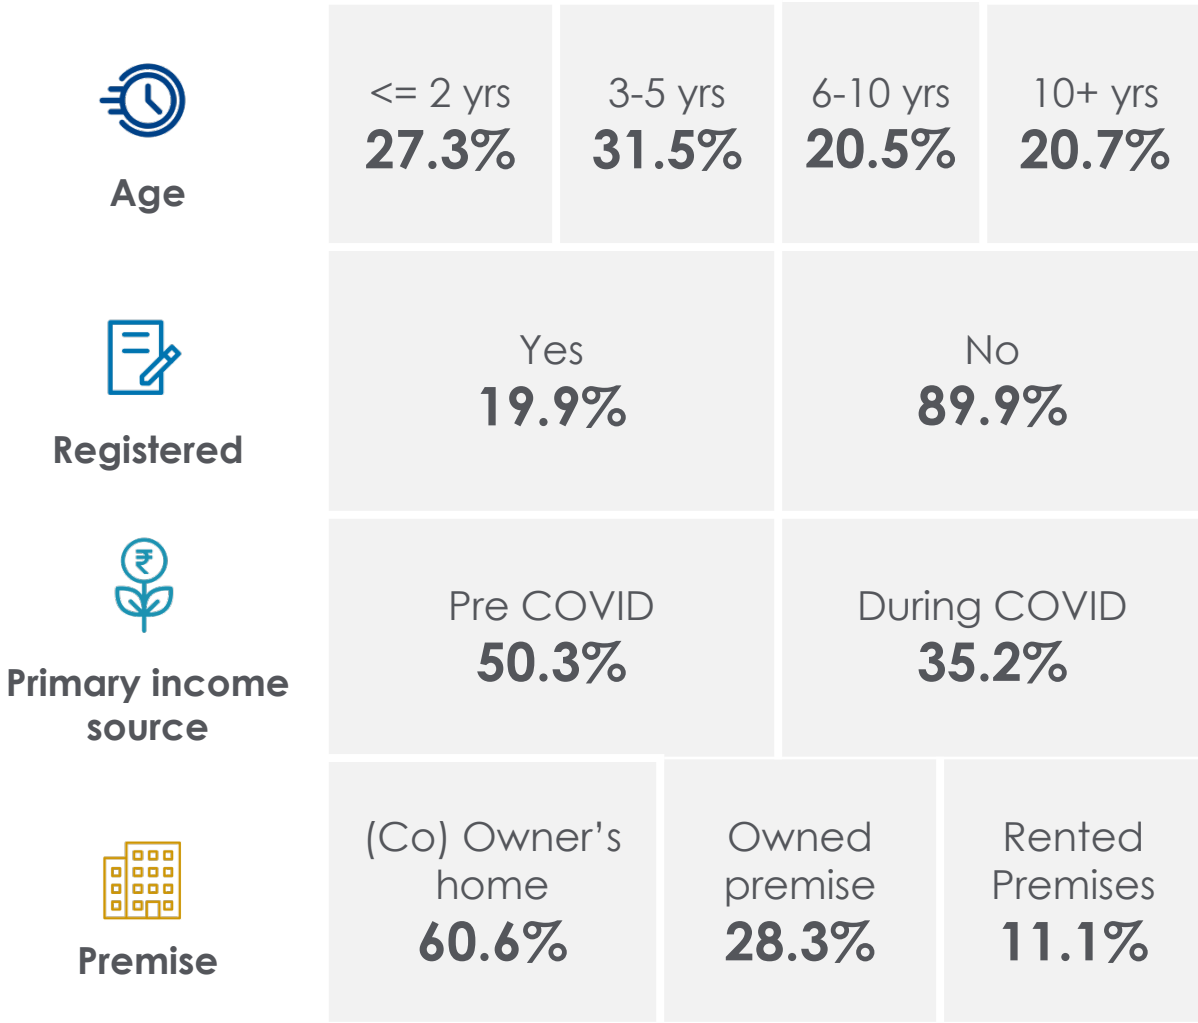 <= 2 yrs
27.3%
3-5 yrs
31.5%
6-10 yrs
20.5%
10+ yrs
20.7%
Age
Yes
19.9%
No
89.9%
Registered
₹
Pre COVID
50.3%
During COVID
35.2%
Primary income
source
(Co) Owner's
home
60.6%
Owned
premise
28.3%
Rented
Premises
11.1%
Premise